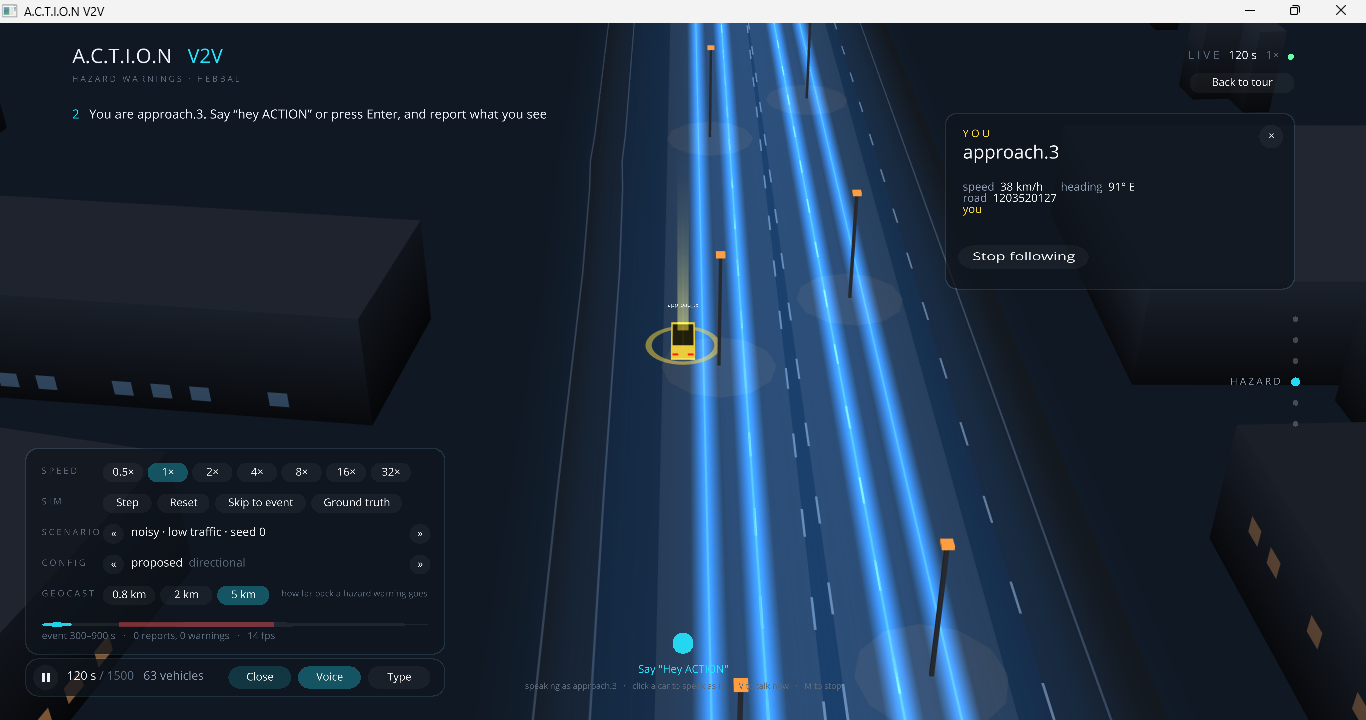 A.C.T.I.O.N V2V
A.C.T.I.O.N V2V
HAZARD WARNINGS · HEBBAL
2 You are approach.3. Say “hey ACTION” or press Enter, and report what you see
LIVE 120 s 1×
Back to tour
YOU
×
approach.3
speed 38 km/h heading 91° E
road 1203520127
you
Stop following
HAZARD
SPEED 0.5× 1× 2× 4× 8× 16× 32×
SIM Step Reset Skip to event Ground truth
SCENARIO « noisy · low traffic · seed 0 »
CONFIG « proposed directional »
GEOCAST 0.8 km 2 km 5 km how far back a hazard warning goes
event 300–900 s · 0 reports, 0 warnings · 14 fps
120 s / 1500 63 vehicles Close Voice Type
Say "Hey ACTION"
speaking as approach.3 · click a car to speak as · V to talk now · M to stop